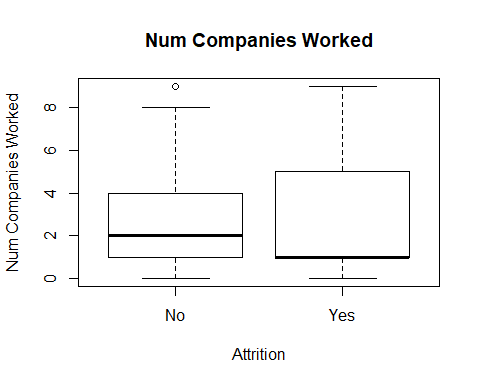 Num Companies Worked
Num Companies Worked
8
6
4
2
0
No
Yes
Attrition